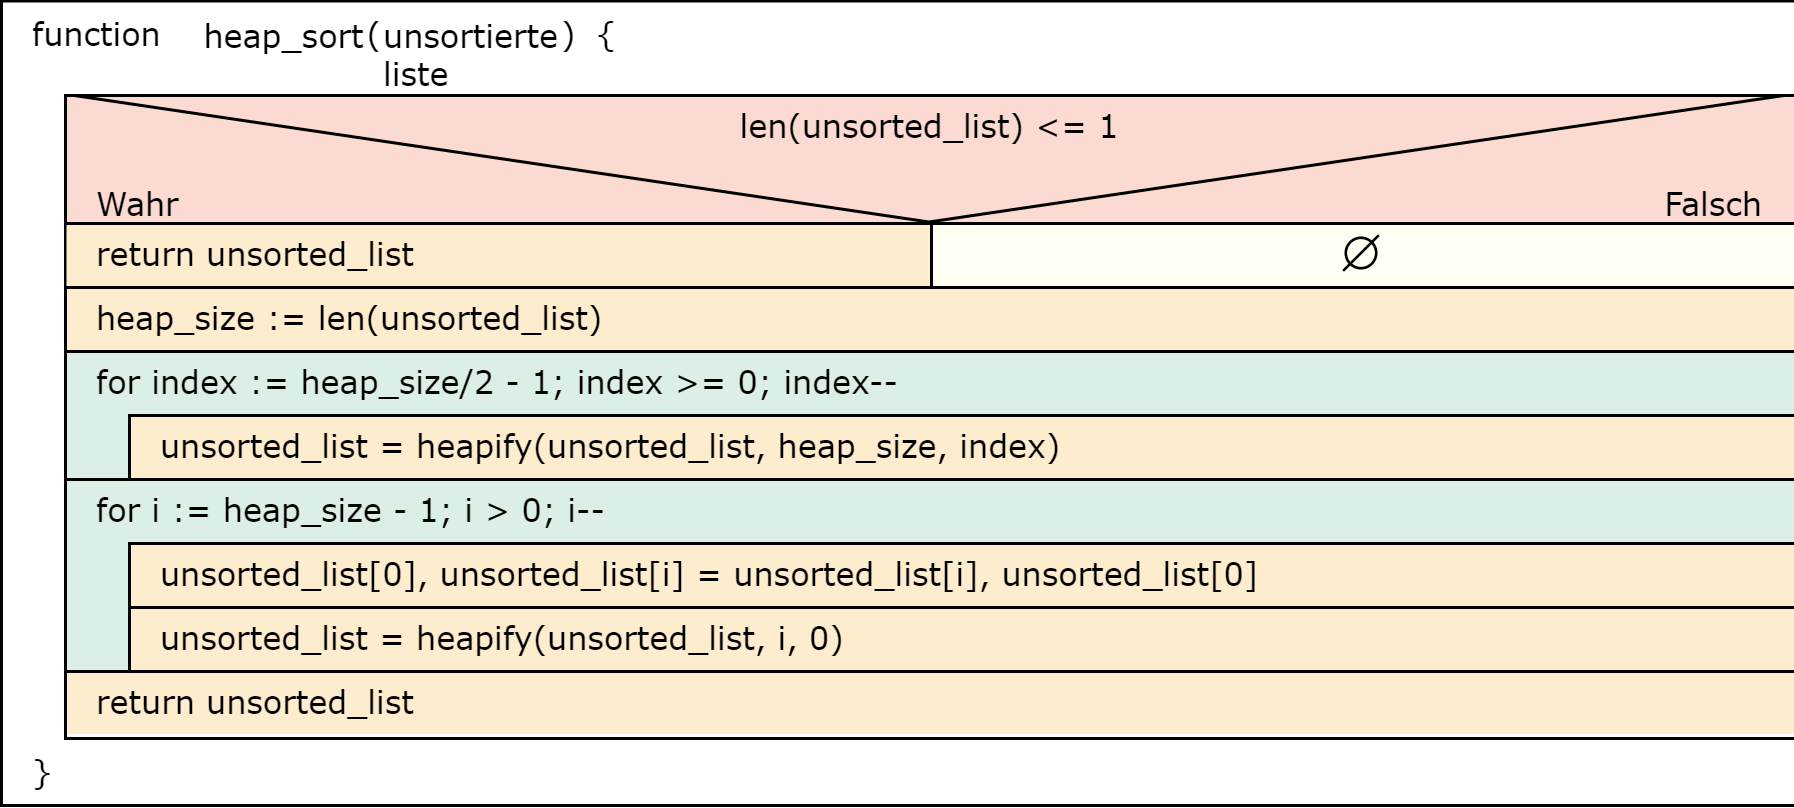 function heap_sort(unsortierte) {
liste
len(unsorted_list) <= 1
Wahr Falsch
return unsorted_list ∅
heap_size := len(unsorted_list)
for index := heap_size/2 - 1; index >= 0; index--
unsorted_list = heapify(unsorted_list, heap_size, index)
for i := heap_size - 1; i > 0; i--
unsorted_list[0], unsorted_list[i] = unsorted_list[i], unsorted_list[0]
unsorted_list = heapify(unsorted_list, i, 0)
return unsorted_list
}